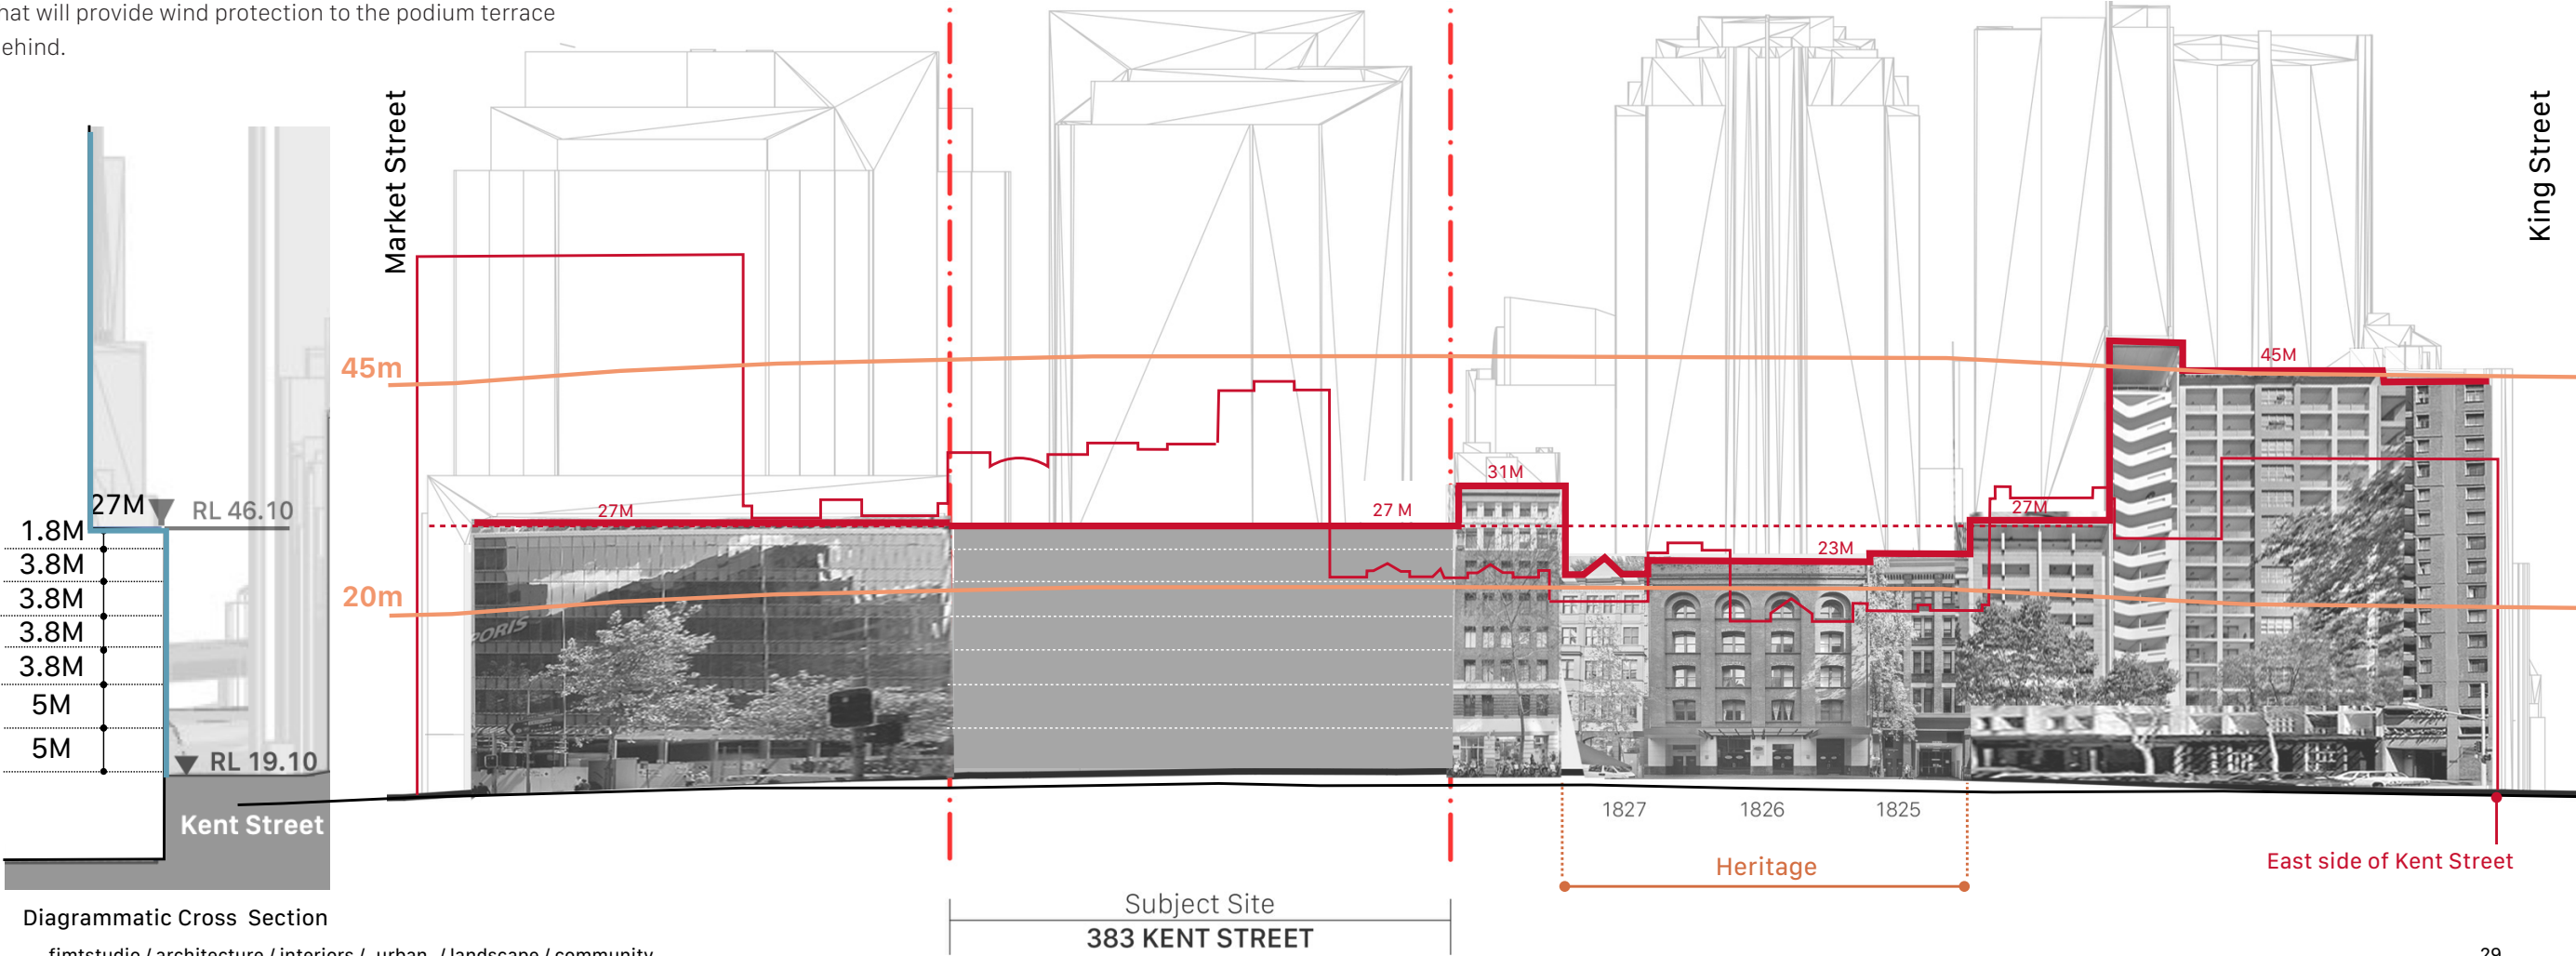 hat will provide wind protection to the podium terrace
ehind.
Market Street
King Street
45m
20m
27M
RL 46.10
1.8M
3.8M
3.8M
3.8M
3.8M
5M
5M
RL 19.10
Kent Street
27M
27 M
31M
23M
27M
45M
PORIS
1827
1826
1825
Heritage
East side of Kent Street
Subject Site
383 KENT STREET
Diagrammatic Cross Section
fjmtstudio / architecture / interiors / urban / landscape / community
29